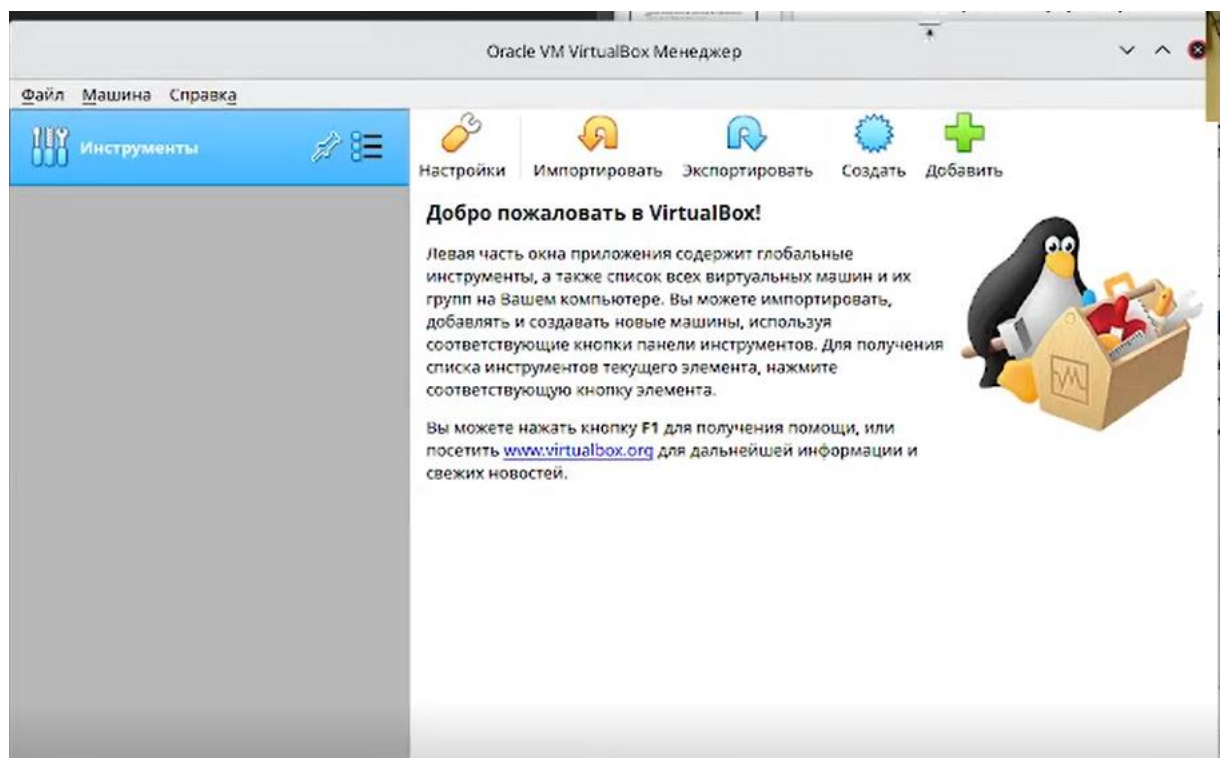 Oracle VM VirtualBox Менеджер
Файл Машина Справка
Инструменты
Настройки Импортировать Экспортировать Создать Добавить
Добро пожаловать в VirtualBox!
Левая часть окна приложения содержит глобальные
инструменты, а также список всех виртуальных машин и их
групп на Вашем компьютере. Вы можете импортировать,
добавлять и создавать новые машины, используя
соответствующие кнопки панели инструментов. Для получения
списка инструментов текущего элемента, нажмите
соответствующую кнопку элемента.
Вы можете нажать кнопку F1 для получения помощи, или
посетить www.virtualbox.org для дальнейшей информации и
свежих новостей.